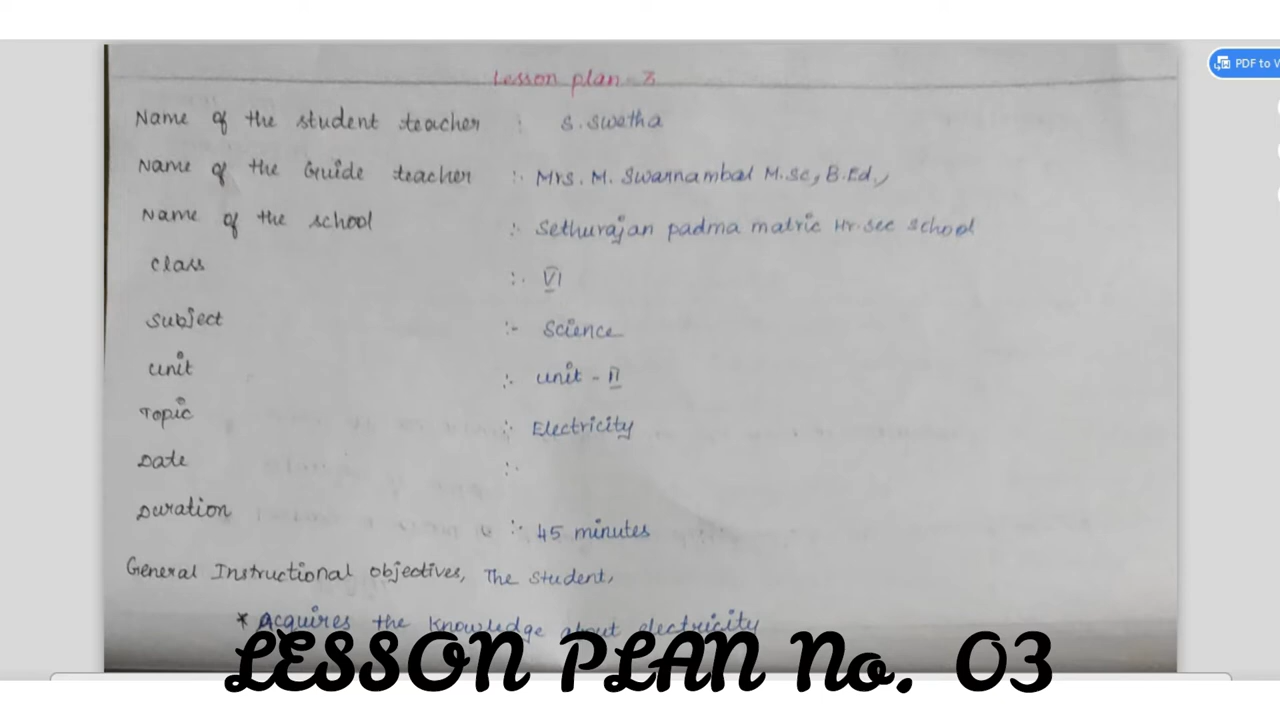 Lesson plan - 3
PDF to
Name of the student teacher : S. Swetha
Name of the Guide teacher : Mrs. M. Swarnambal M.Sc, B.Ed,
Name of the school : Sethurajan padma matric Hr. sec school
Class : VI
Subject :- Science
Unit : Unit - II
Topic : Electricity
Date :
Duration : 45 minutes
General Instructional Objectives, The student,
* Acquires the knowledge about electricity
LESSON PLAN No. 03